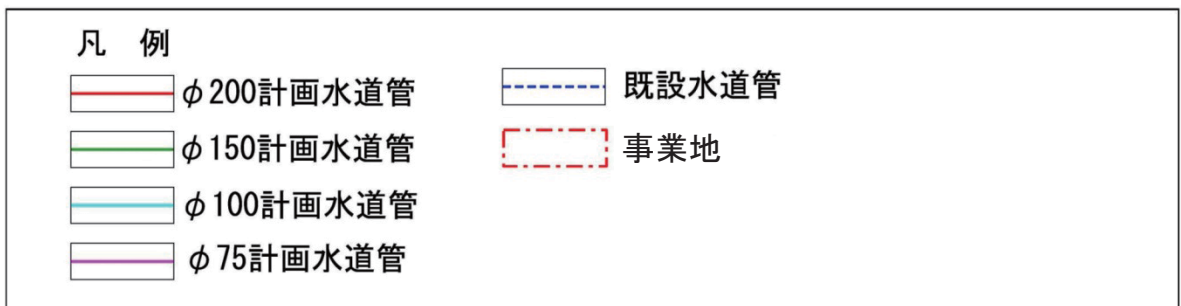 凡 例
φ200計画水道管
φ150計画水道管
φ100計画水道管
φ75計画水道管
既設水道管
事業地